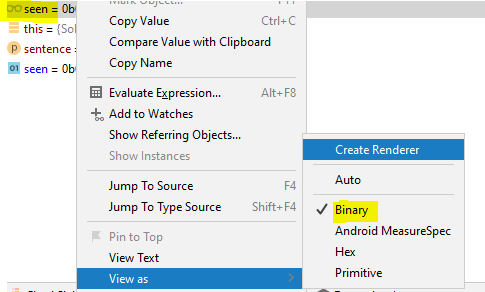 seen = 0b
this = {Sol
sentence =
seen = 0b
Mark Object...
Copy Value Ctrl+C
Compare Value with Clipboard
Copy Name
Evaluate Expression... Alt+F8
Add to Watches
Show Referring Objects...
Show Instances
Jump To Source F4
Jump To Type Source Shift+F4
Pin to Top
View Text
View as
Create Renderer
Auto
Binary
Android MeasureSpec
Hex
Primitive